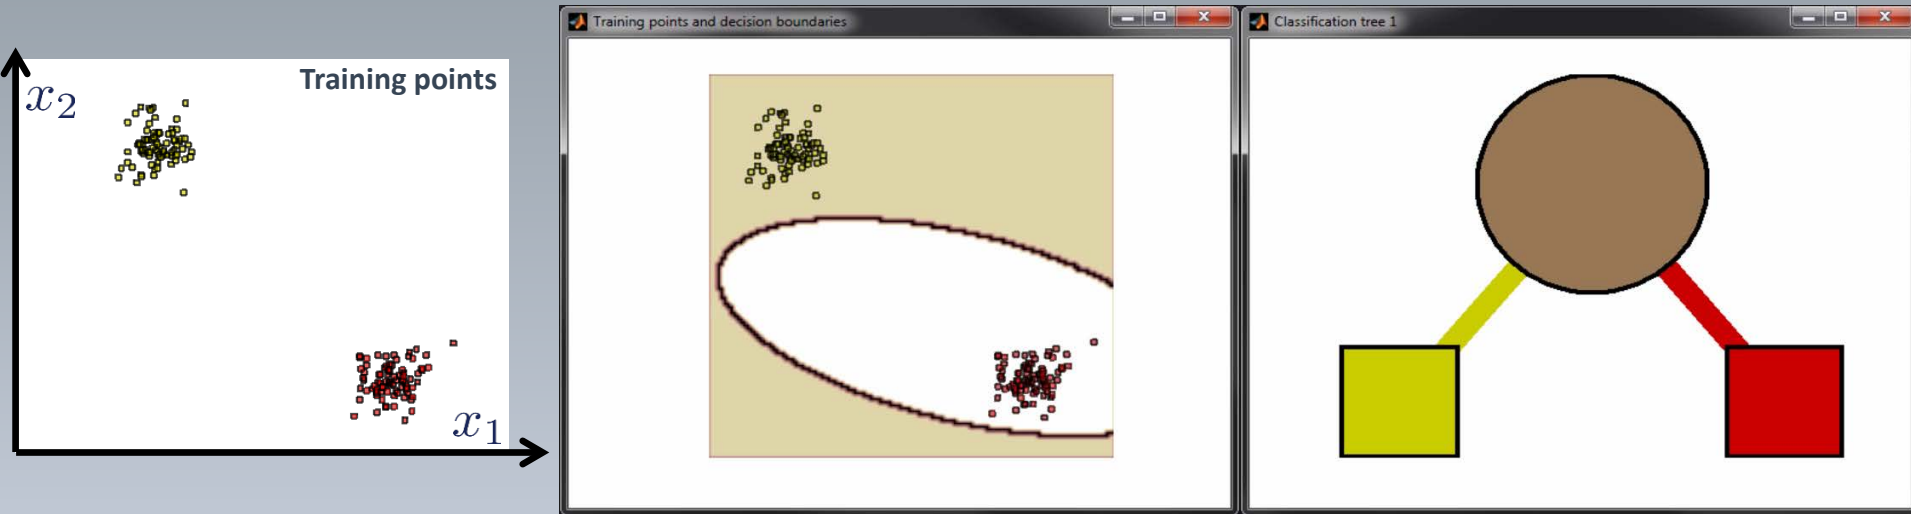 Training points
x2
x1
Training points and decision boundaries
Classification tree 1